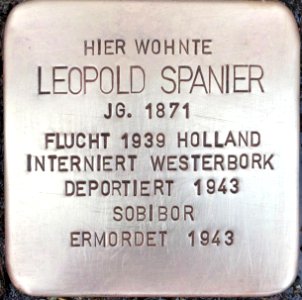 HIER WOHNTE
LEOPOLD SPANIER
JG. 1871
FLUCHT 1939 HOLLAND
INTERNIERT WESTERBORK
DEPORTIERT 1943
SOBIBOR
ERMORDET 1943